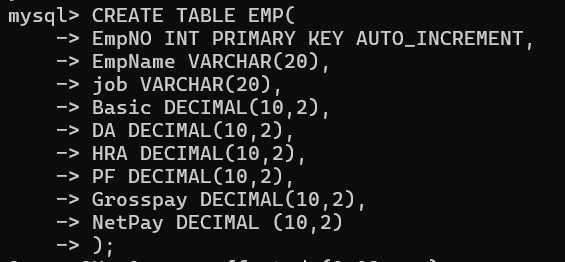 mysql> CREATE TABLE EMP(
    -> EmpNO INT PRIMARY KEY AUTO_INCREMENT,
    -> EmpName VARCHAR(20),
    -> job VARCHAR(20),
    -> Basic DECIMAL(10,2),
    -> DA DECIMAL(10,2),
    -> HRA DECIMAL(10,2),
    -> PF DECIMAL(10,2),
    -> Grosspay DECIMAL(10,2),
    -> NetPay DECIMAL (10,2)
    -> );